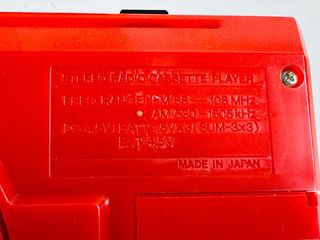 STEREO RADIO CASSETTE PLAYER
FREQ RANGE: FM 88 — 108 MHz
AM 530 — 1605 kHz
(DC 4.5V: BATT 1.5V×3 (SUM-3×3)
EXT 4.5V
MADE IN JAPAN